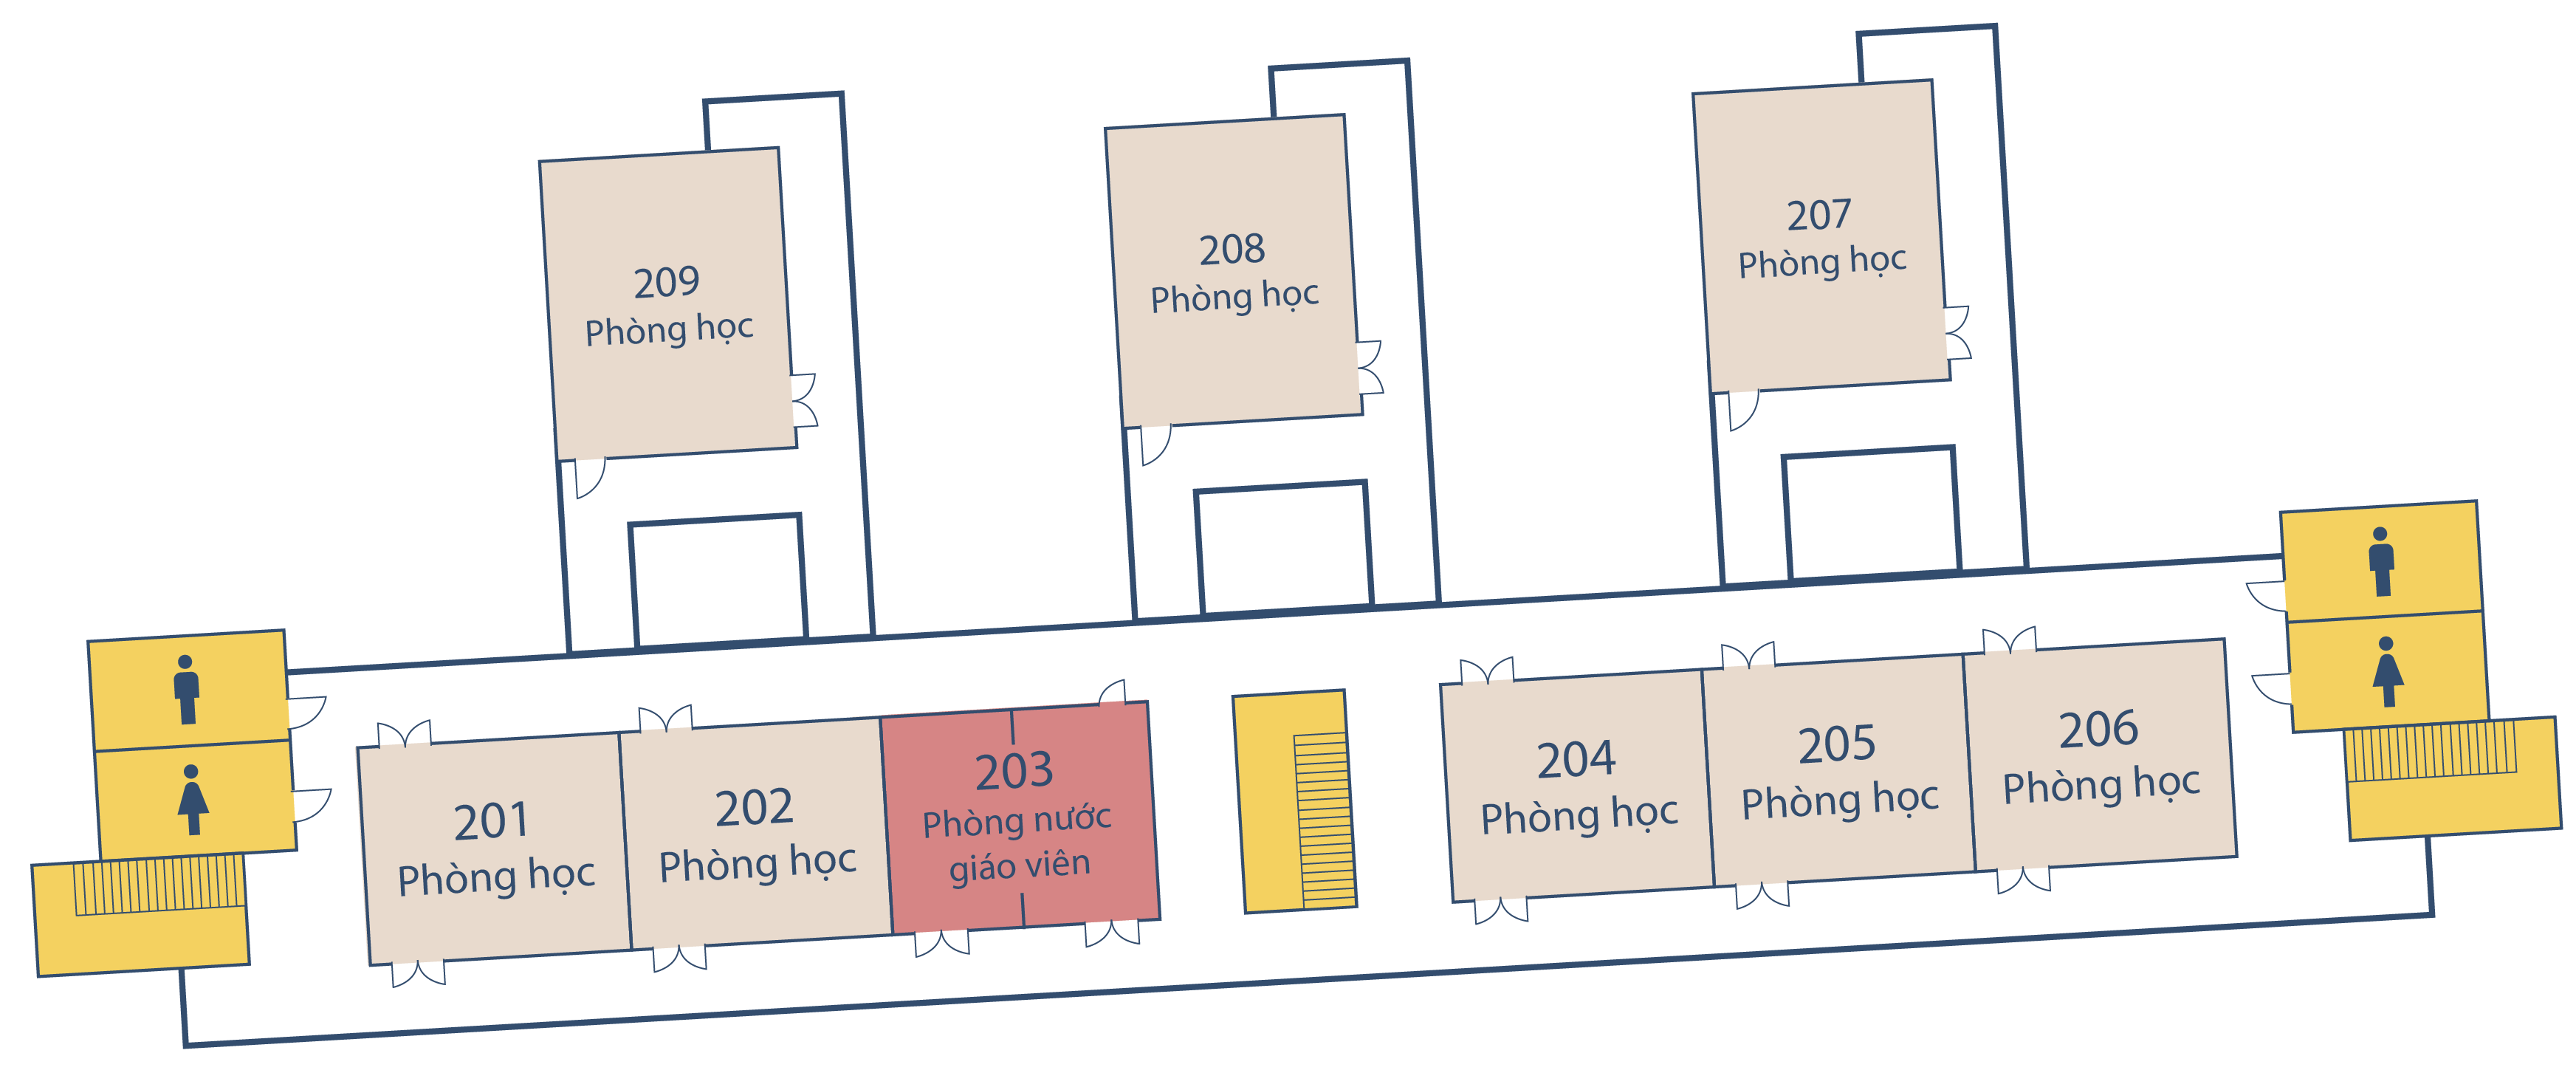 209
Phòng học
208
Phòng học
207
Phòng học
201
Phòng học
202
Phòng học
203
Phòng nước
giáo viên
204
Phòng học
205
Phòng học
206
Phòng học